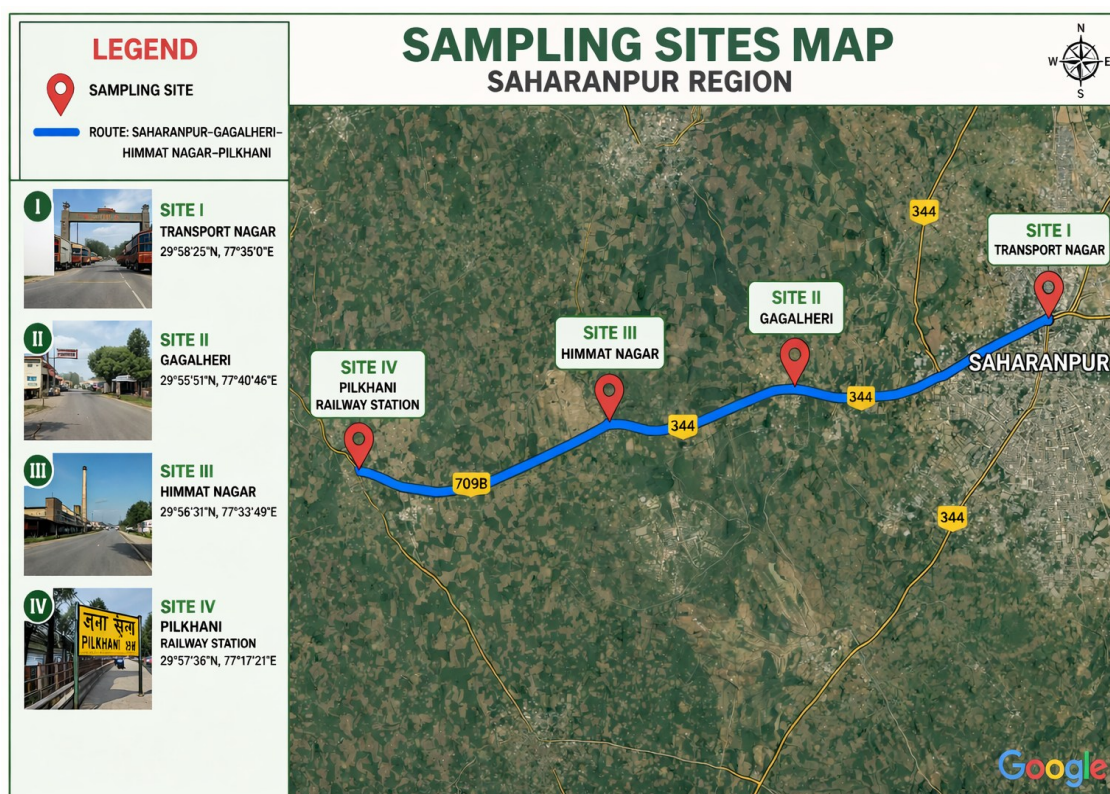 LEGEND
SAMPLING SITE
ROUTE: SAHARANPUR–GAGALHERI–
HIMMAT NAGAR–PILKHANI
SAMPLING SITES MAP
SAHARANPUR REGION
N
W E
S
I
SITE I
TRANSPORT NAGAR
29°58'25"N, 77°35'0"E
II
SITE II
GAGALHERI
29°55'51"N, 77°40'46"E
III
SITE III
HIMMAT NAGAR
29°56'31"N, 77°33'49"E
IV
SITE IV
PILKHANI
RAILWAY STATION
29°57'36"N, 77°17'21"E
PILKHANI
344
SITE I
TRANSPORT NAGAR
SITE II
GAGALHERI
SITE III
HIMMAT NAGAR
SITE IV
PILKHANI
RAILWAY STATION
SAHARANPUR
344
344
709B
344
Google